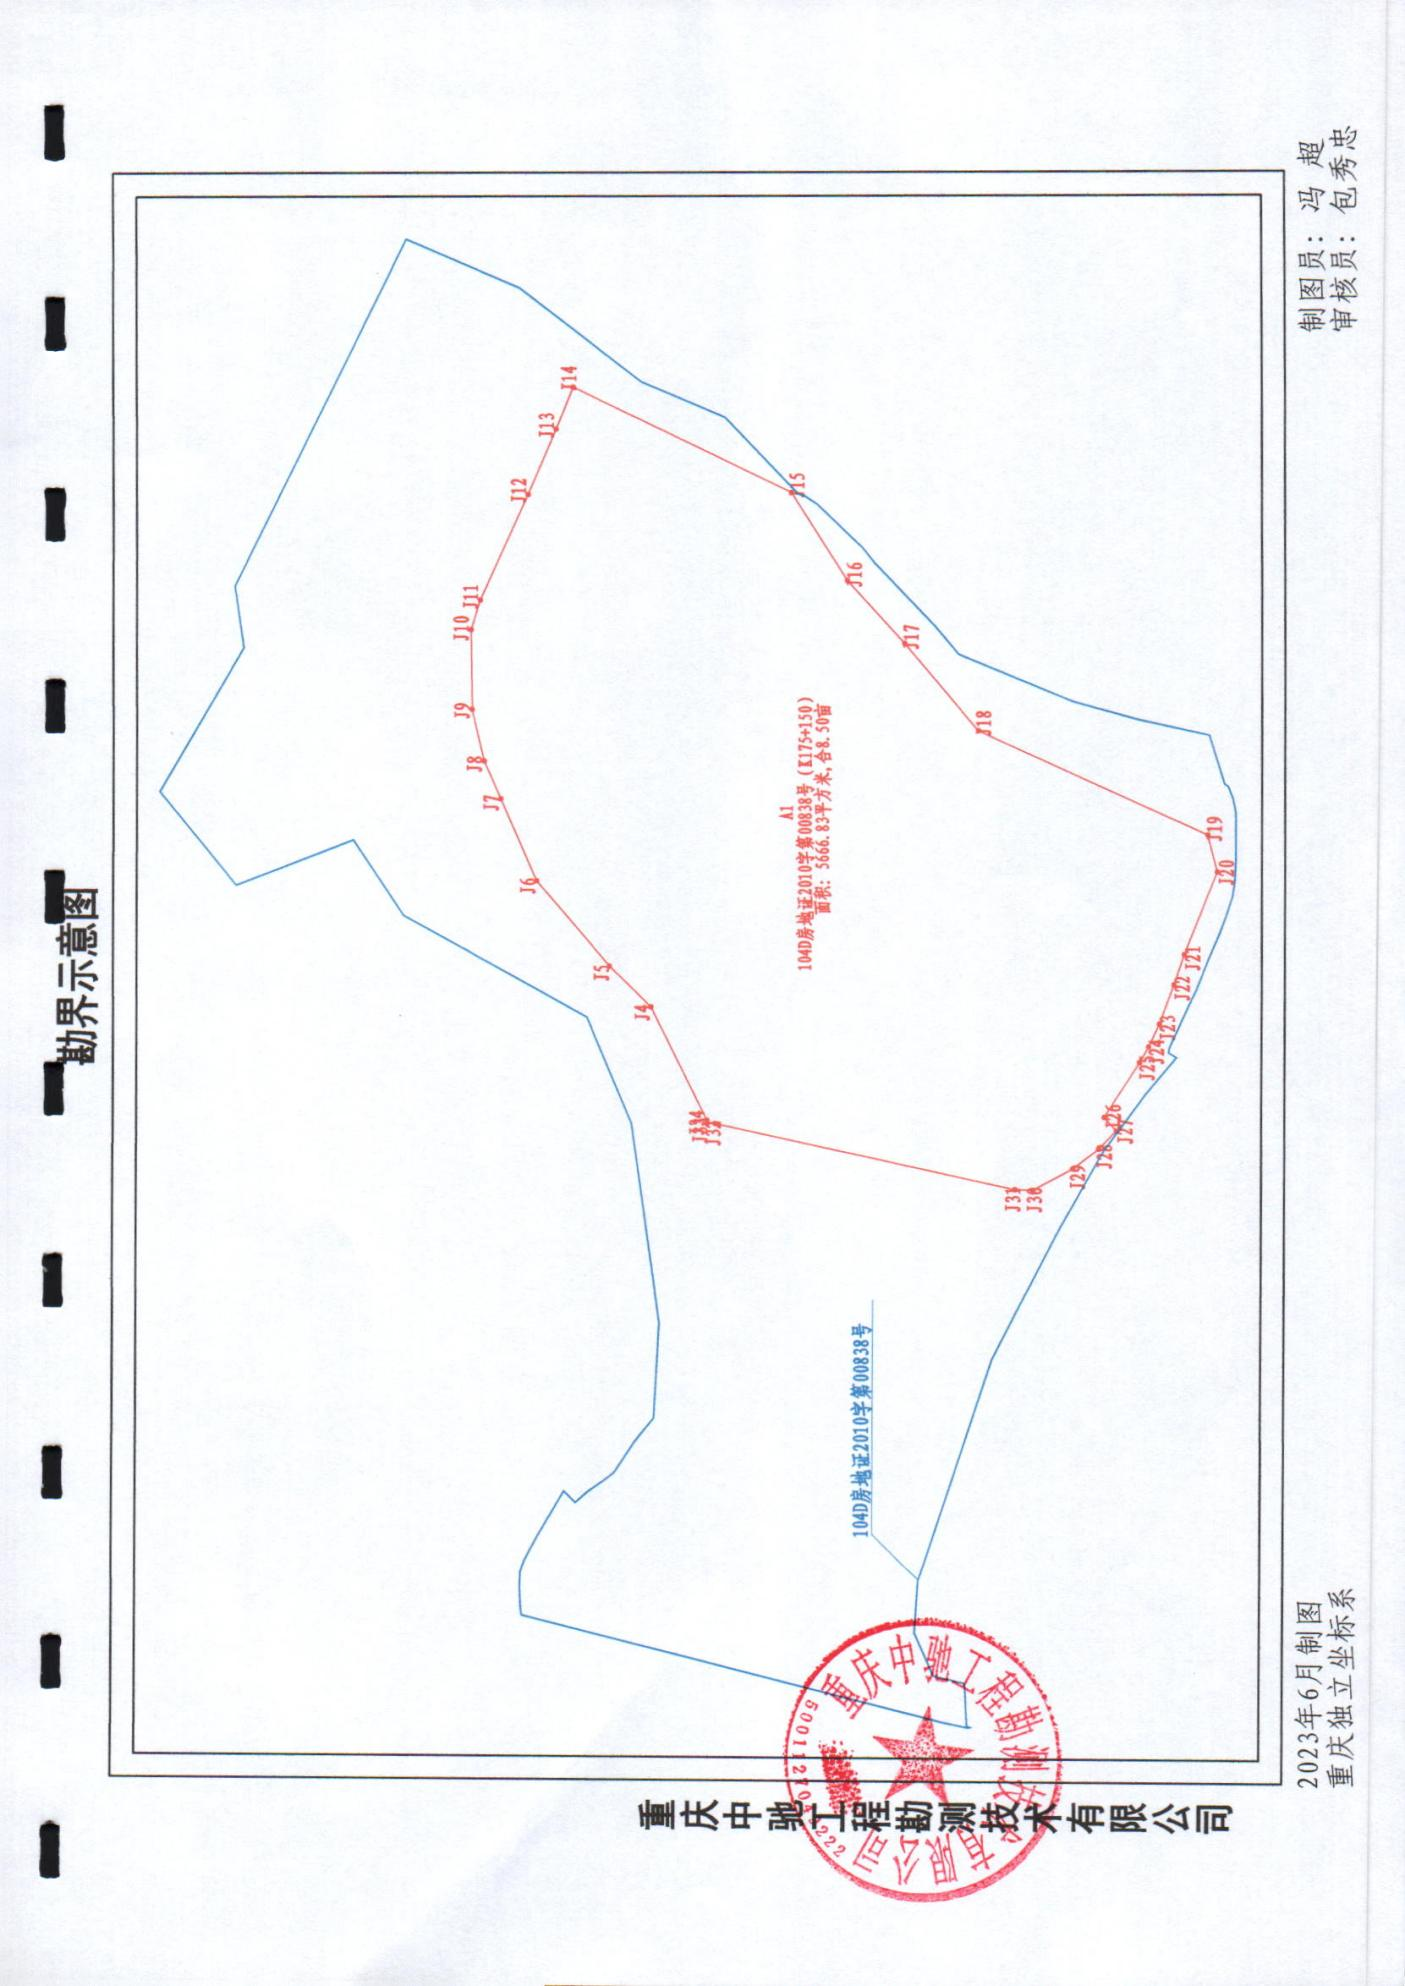 勘界示意图
J4
J5
J6
J7
J8
J9
J10
J11
J12
J13
J14
J15
J16
J17
J18
J19
J20
J21
J22
J23
J24
J25
J26
J27
J28
J29
J30
J31
J32
A1
104D房地证2010字第00838号（K175+150）
面积：5666.83平方米,合8.50亩
104D房地证2010字第00838号
重庆中驰工程勘测技术有限公司
重庆中驰工程勘测技术有限公司
2023年6月制图
重庆独立坐标系
制图员：冯 超
审核员：包秀忠